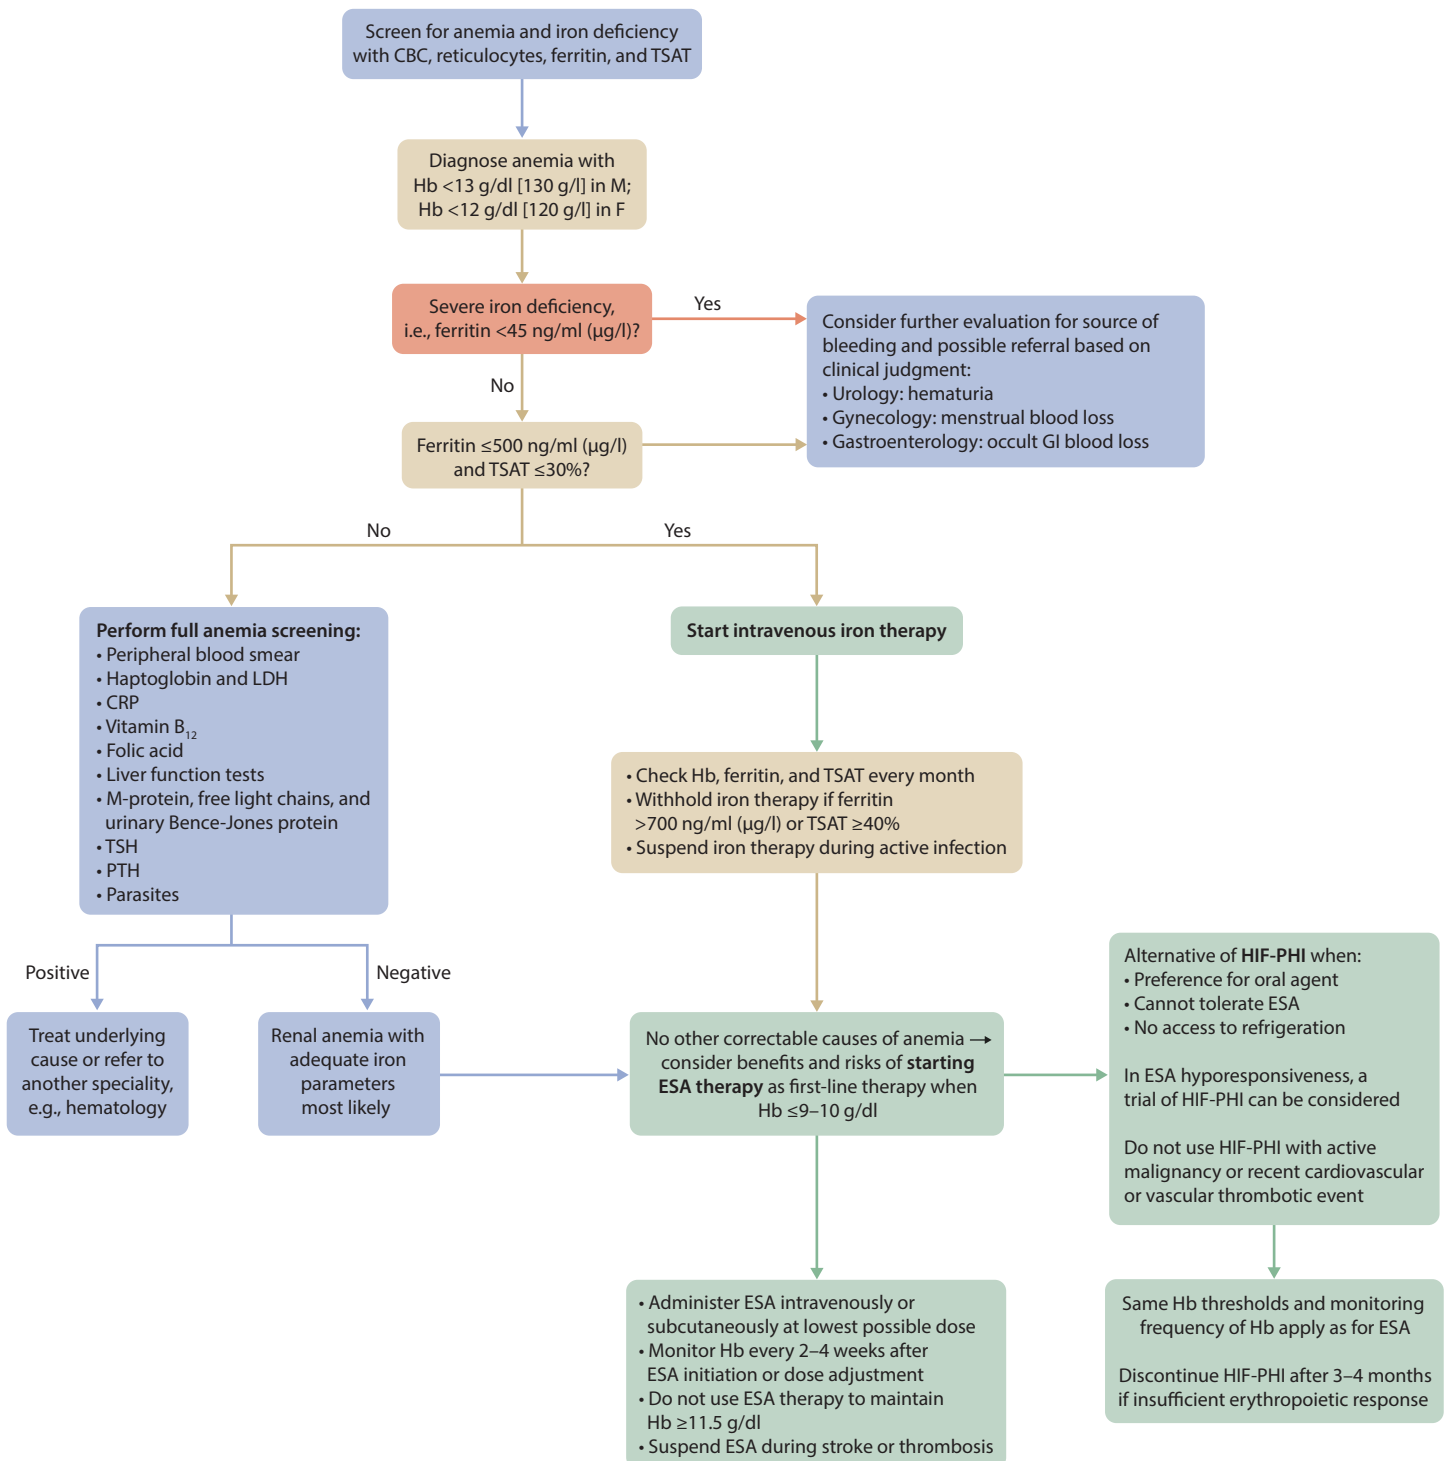 Screen for anemia and iron deficiency
with CBC, reticulocytes, ferritin, and TSAT
Diagnose anemia with
Hb <13 g/dl [130 g/l] in M;
Hb <12 g/dl [120 g/l] in F
Severe iron deficiency,
i.e., ferritin <45 ng/ml (μg/l)?
Yes
Consider further evaluation for source of
bleeding and possible referral based on
clinical judgment:
• Urology: hematuria
• Gynecology: menstrual blood loss
• Gastroenterology: occult GI blood loss
No
Ferritin ≤500 ng/ml (μg/l)
and TSAT ≤30%?
No
Yes
Perform full anemia screening:
• Peripheral blood smear
• Haptoglobin and LDH
• CRP
• Vitamin B₁₂
• Folic acid
• Liver function tests
• M-protein, free light chains, and
urinary Bence-Jones protein
• TSH
• PTH
• Parasites
Start intravenous iron therapy
• Check Hb, ferritin, and TSAT every month
• Withhold iron therapy if ferritin
>700 ng/ml (μg/l) or TSAT ≥40%
• Suspend iron therapy during active infection
Positive
Negative
Treat underlying
cause or refer to
another speciality,
e.g., hematology
Renal anemia with
adequate iron
parameters
most likely
No other correctable causes of anemia →
consider benefits and risks of starting
ESA therapy as first-line therapy when
Hb ≤9–10 g/dl
Alternative of HIF-PHI when:
• Preference for oral agent
• Cannot tolerate ESA
• No access to refrigeration
In ESA hyporesponsiveness, a
trial of HIF-PHI can be considered
Do not use HIF-PHI with active
malignancy or recent cardiovascular
or vascular thrombotic event
• Administer ESA intravenously or
subcutaneously at lowest possible dose
• Monitor Hb every 2–4 weeks after
ESA initiation or dose adjustment
• Do not use ESA therapy to maintain
Hb ≥11.5 g/dl
• Suspend ESA during stroke or thrombosis
Same Hb thresholds and monitoring
frequency of Hb apply as for ESA
Discontinue HIF-PHI after 3–4 months
if insufficient erythropoietic response